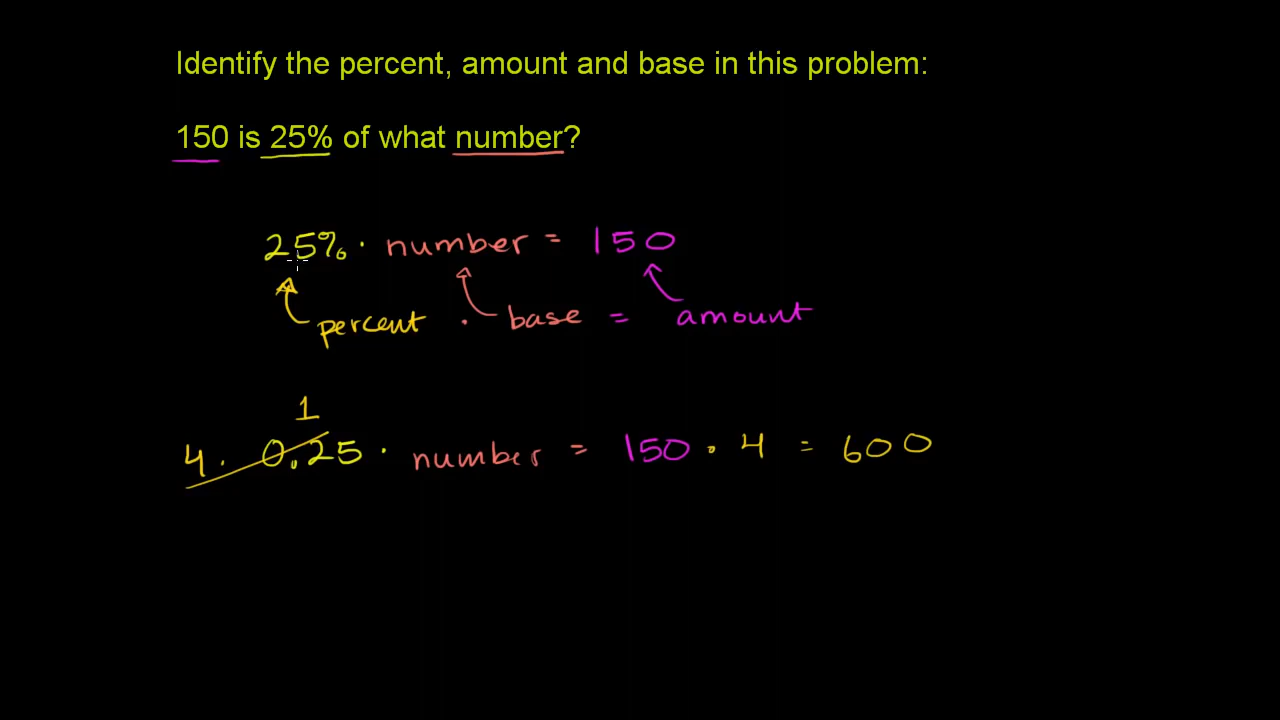 Identify the percent, amount and base in this problem:
150 is 25% of what number?
25% · number = 150
percent · base = amount
1
4 · 0.25 · number = 150 · 4 = 600